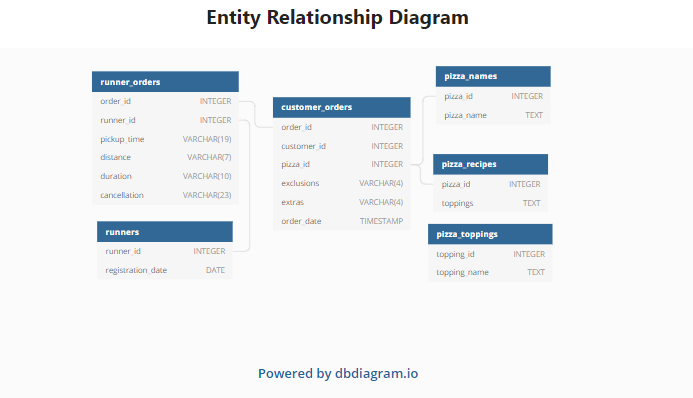 Entity Relationship Diagram
runner_orders
order_id INTEGER
runner_id INTEGER
pickup_time VARCHAR(19)
distance VARCHAR(7)
duration VARCHAR(10)
cancellation VARCHAR(23)
runners
runner_id INTEGER
registration_date DATE
customer_orders
order_id INTEGER
customer_id INTEGER
pizza_id INTEGER
exclusions VARCHAR(4)
extras VARCHAR(4)
order_date TIMESTAMP
pizza_names
pizza_id INTEGER
pizza_name TEXT
pizza_recipes
pizza_id INTEGER
toppings TEXT
pizza_toppings
topping_id INTEGER
topping_name TEXT
Powered by dbdiagram.io